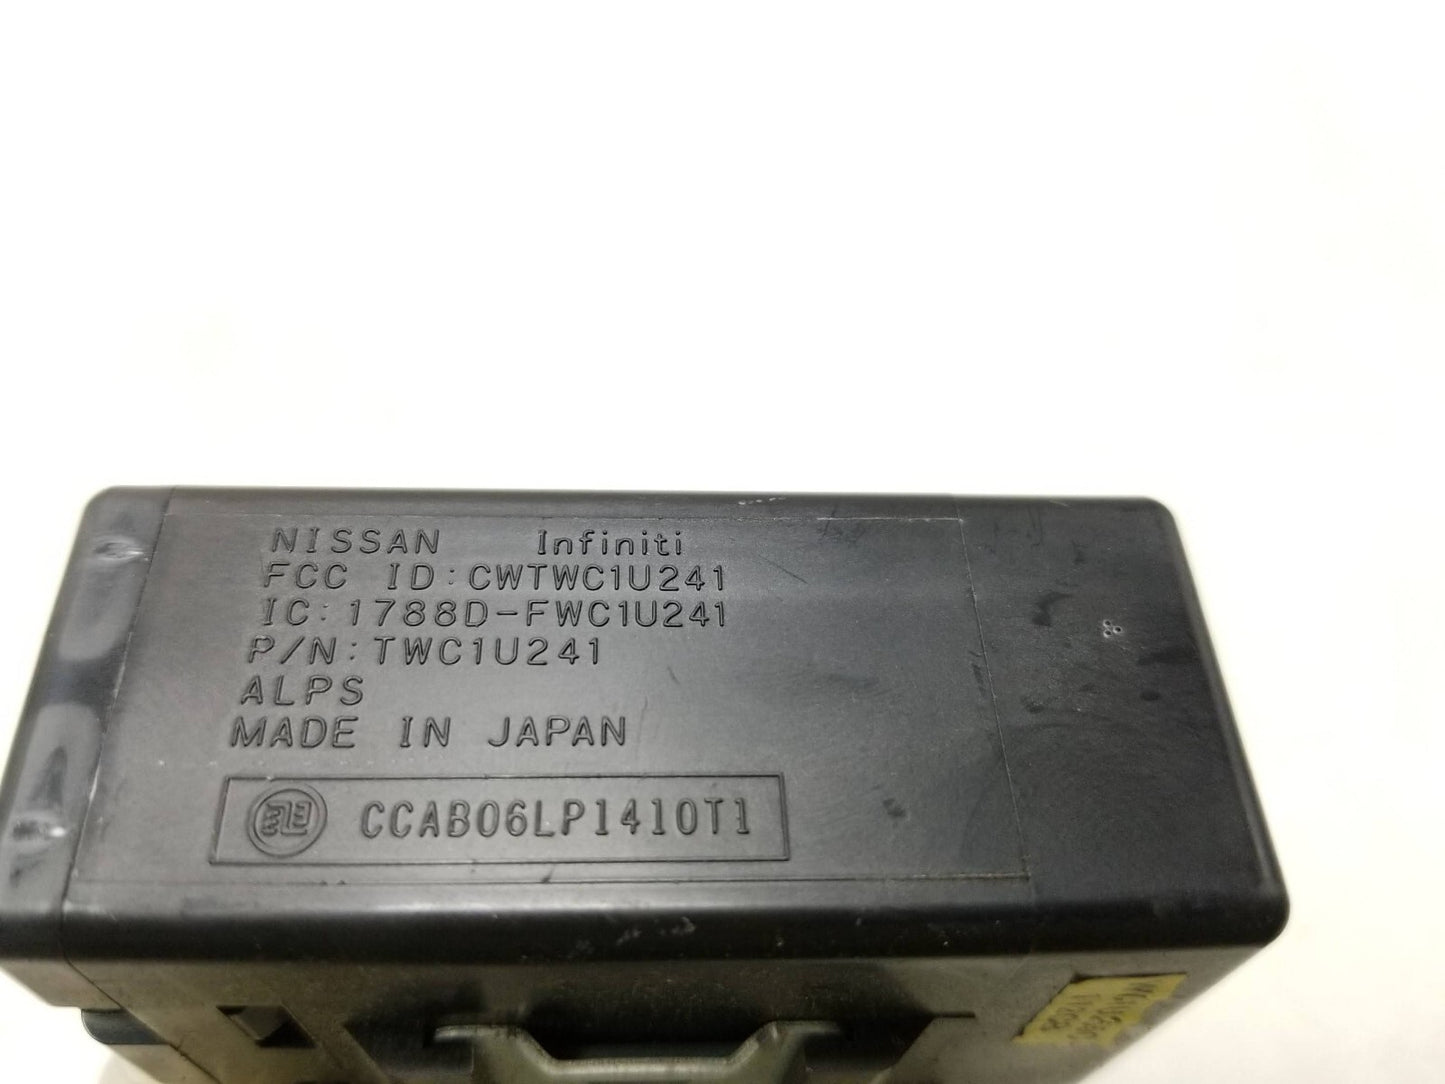 NISSAN Infiniti
FCC ID:CWTWC1U241
IC:1788D-FWC1U241
P/N:TWC1U241
ALPS
MADE IN JAPAN
CCAB06LP1410T1